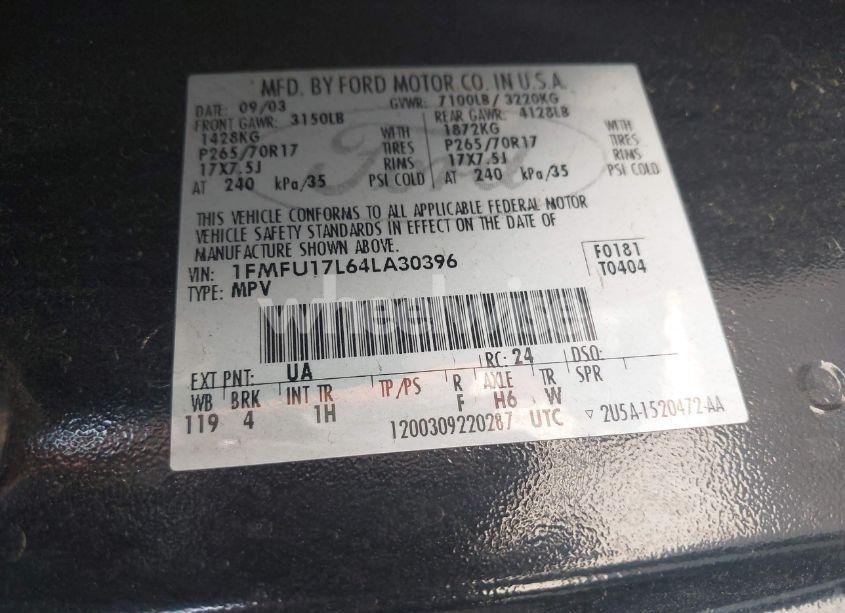 MFD. BY FORD MOTOR CO. IN U.S.A.
DATE: 09/03 GVWR: 7100LB / 3220KG
FRONT GAWR: 3150LB REAR GAWR: 4128LB
1428KG WITH 1872KG WITH
P265/70R17 TIRES P265/70R17 TIRES
17X7.5J RIMS 17X7.5J RIMS
AT 240 kPa/35 PSI COLD AT 240 kPa/35 PSI COLD
Ford
THIS VEHICLE CONFORMS TO ALL APPLICABLE FEDERAL MOTOR
VEHICLE SAFETY STANDARDS IN EFFECT ON THE DATE OF
MANUFACTURE SHOWN ABOVE.
VIN: 1FMFU17L64LA30396 F0181
TYPE: MPV T0404
EXT PNT: UA RC: 24 DSO:
WB BRK INT TR TP/PS R AXLE TR SPR
119 4 1H F H6 W
1200309220287 UTC ▽ 2U5A-1520472-AA